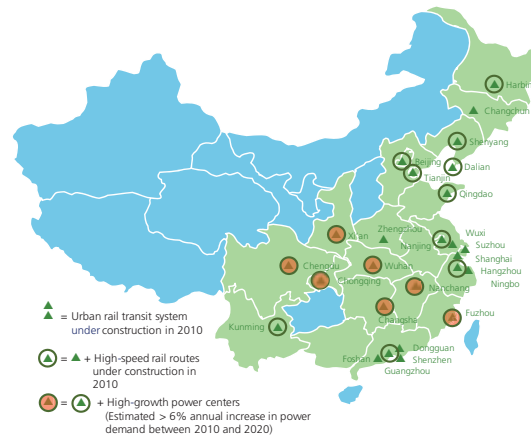 Harbin
Changchun
Shenyang
Beijing
Dalian
Tianjin
Qingdao
Xi'an
Zhengzhou
Wuxi
Nanjing
Suzhou
Shanghai
Chengdu
Wuhan
Hangzhou
Chongqing
Nanchang
Ningbo
Changsha
Fuzhou
Kunming
Dongguan
Foshan
Shenzhen
Guangzhou
= Urban rail transit system
under construction in 2010
= + High-speed rail routes
under construction in
2010
= + High-growth power centers
(Estimated > 6% annual increase in power
demand between 2010 and 2020)